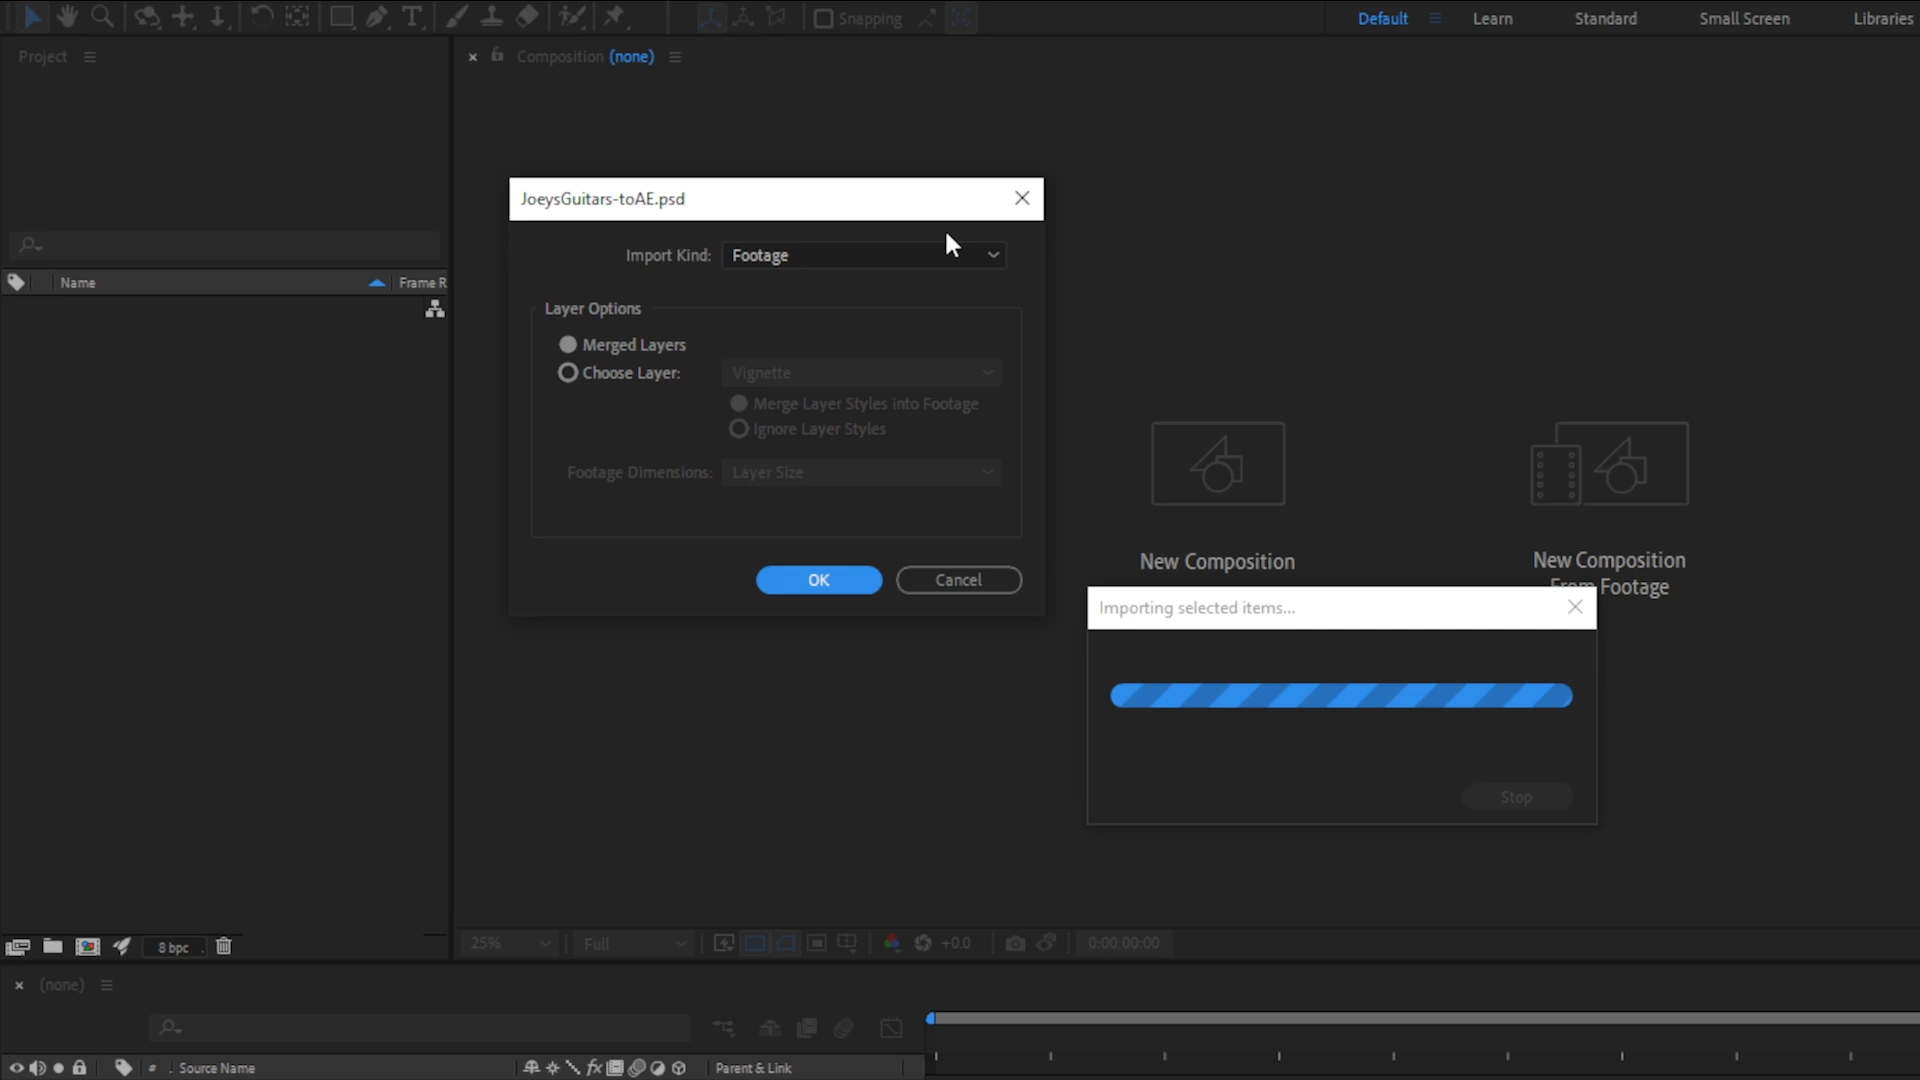 Snapping
Default
Learn
Standard
Small Screen
Libraries
Project
Composition (none)
JoeysGuitars-toAE.psd
Import Kind: Footage
Name
Frame R
Layer Options
Merged Layers
Choose Layer: Vignette
Merge Layer Styles into Footage
Ignore Layer Styles
Footage Dimensions: Layer Size
OK
Cancel
New Composition
New Composition
From Footage
Importing selected items...
Stop
8 bpc
25%
Full
+0.0
0:00:00:00
(none)
# Source Name
fx
Parent & Link